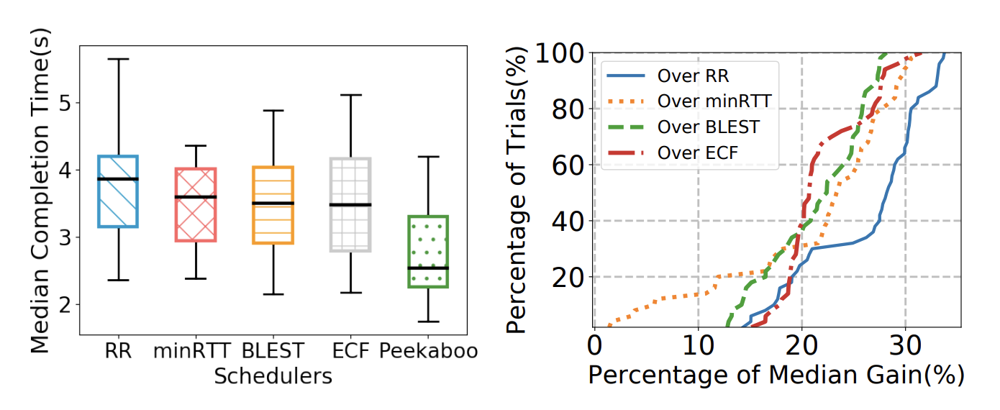 Median Completion Time(s)
5
4
3
2
RR minRTT BLEST ECF Peekaboo
Schedulers
Percentage of Trials(%)
100
80
60
40
20
Over RR
Over minRTT
Over BLEST
Over ECF
0 10 20 30
Percentage of Median Gain(%)